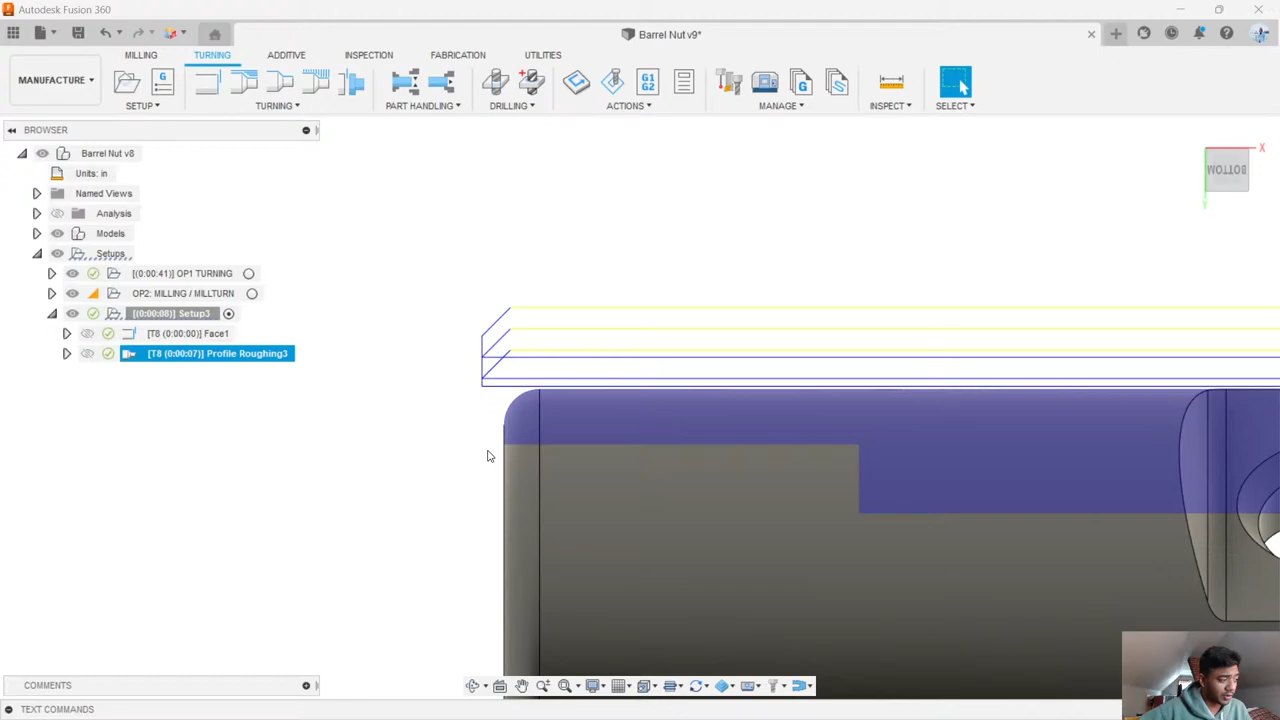 Autodesk Fusion 360
Barrel Nut v9*
MILLING TURNING ADDITIVE INSPECTION FABRICATION UTILITIES
MANUFACTURE
G
G1
G2
G
SETUP TURNING PART HANDLING DRILLING ACTIONS MANAGE INSPECT SELECT
BROWSER
Barrel Nut v8
Units: in
Named Views
Analysis
Models
Setups
[(0:00:41)] OP1 TURNING
OP2: MILLING / MILLTURN
[(0:00:08)] Setup3
[T8 (0:00:00)] Face1
[T8 (0:00:07)] Profile Roughing3
X
BOTTOM
Y
COMMENTS
TEXT COMMANDS